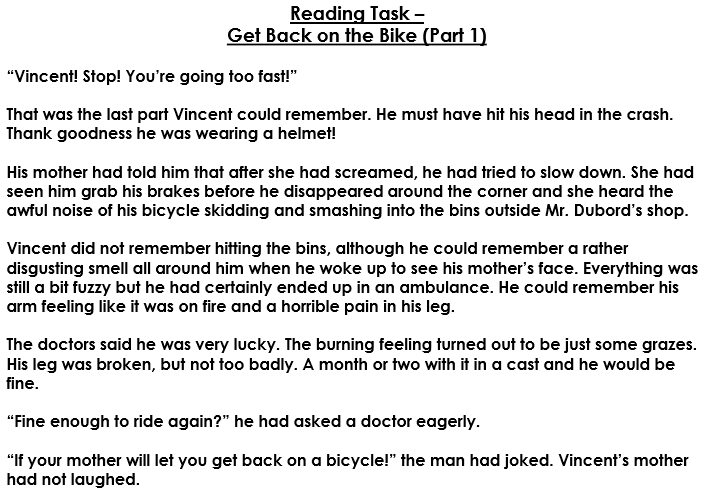 Reading Task –
Get Back on the Bike (Part 1)
“Vincent! Stop! You’re going too fast!”
That was the last part Vincent could remember. He must have hit his head in the crash.
Thank goodness he was wearing a helmet!
His mother had told him that after she had screamed, he had tried to slow down. She had
seen him grab his brakes before he disappeared around the corner and she heard the
awful noise of his bicycle skidding and smashing into the bins outside Mr. Dubord’s shop.
Vincent did not remember hitting the bins, although he could remember a rather
disgusting smell all around him when he woke up to see his mother’s face. Everything was
still a bit fuzzy but he had certainly ended up in an ambulance. He could remember his
arm feeling like it was on fire and a horrible pain in his leg.
The doctors said he was very lucky. The burning feeling turned out to be just some grazes.
His leg was broken, but not too badly. A month or two with it in a cast and he would be
fine.
“Fine enough to ride again?” he had asked a doctor eagerly.
“If your mother will let you get back on a bicycle!” the man had joked. Vincent’s mother
had not laughed.